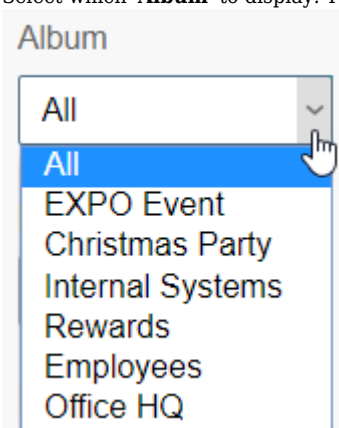 Select which Album to display.
Album
All
All
EXPO Event
Christmas Party
Internal Systems
Rewards
Employees
Office HQ